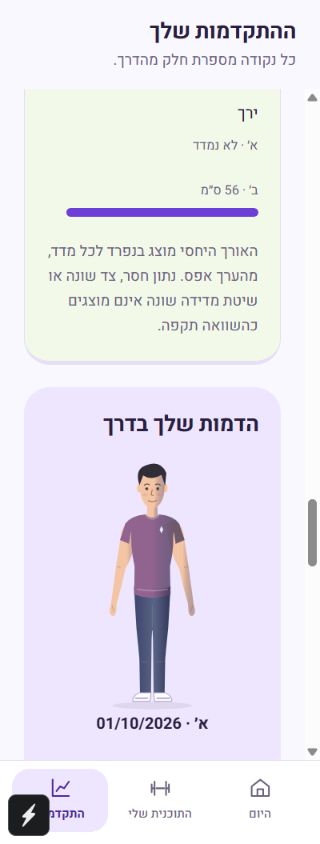 ההתקדמות שלך
כל נקודה מספרת חלק מהדרך.
ירך
א׳ · לא נמדד
ב׳ · 56 ס״מ
האורך היחסי מוצג בנפרד לכל מדד,
מהערך אפס. נתון חסר, צד שונה או
שיטת מדידה שונה אינם מוצגים
כהשוואה תקפה.
הדמות שלך בדרך
א׳ · 01/10/2026
היום
התוכנית שלי